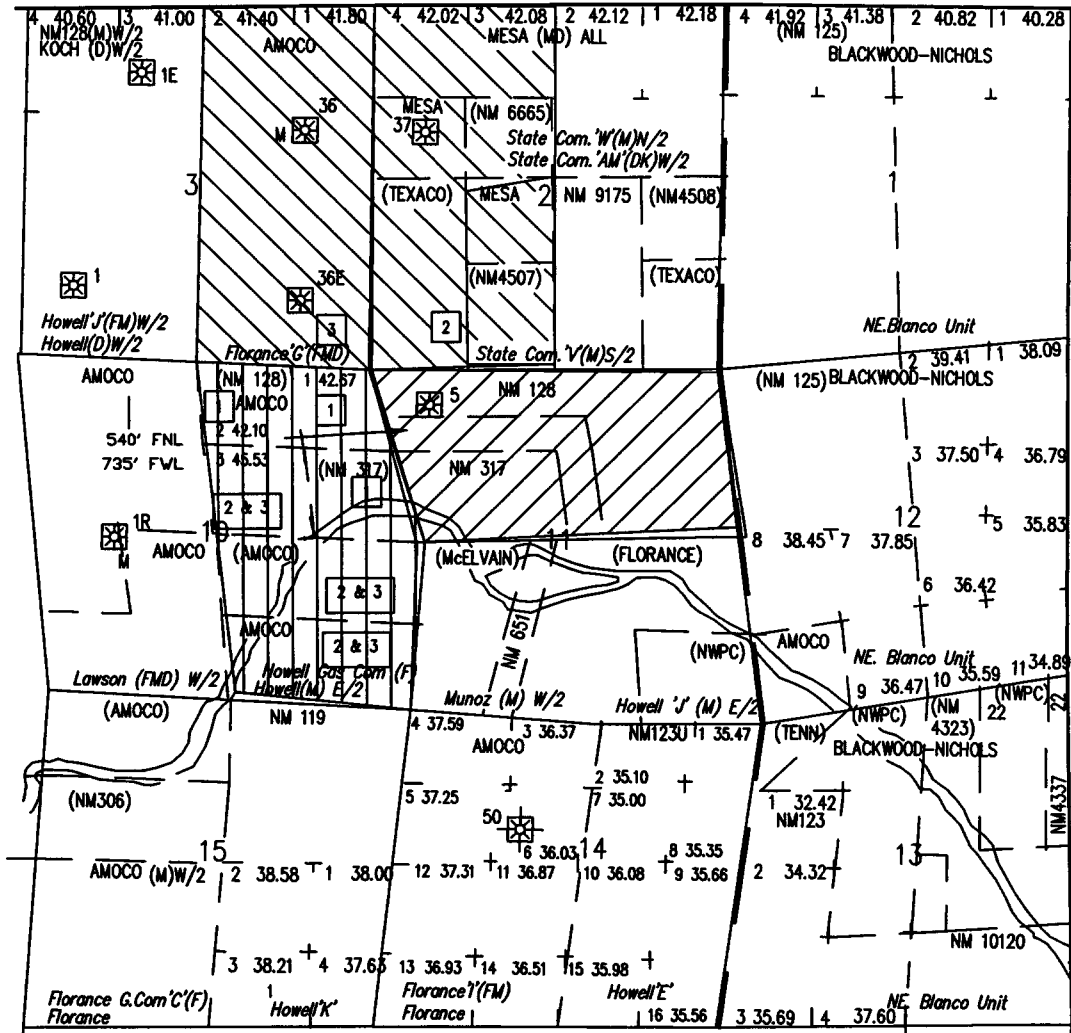 4 40.60 3 41.00 2 41.40 1 41.80 4 42.02 3 42.08 2 42.12 1 42.18 4 41.92 3 41.38 2 40.82 1 40.28
NM128(M)W/2
KOCH (D)W/2
AMOCO
MESA (MD) ALL
(NM 125)
BLACKWOOD-NICHOLS
1E
36
M
MESA
37
(NM 6665)
State Com.'W'(M)N/2
State Com.'AM'(DK)W/2
3
(TEXACO)
MESA
2
NM 9175
(NM4508)
1
(NM4507)
(TEXACO)
1
36E
3
2
Howell'J'(FM)W/2
Howell(D)W/2
Florance'G'(FMD)
State Com.'V'(M)S/2
NE.Blanco Unit
2 39.41 1 38.09
AMOCO
(NM 128)
1 42.67
AMOCO
1
1
5
NM 128
(NM 125)
BLACKWOOD-NICHOLS
540' FNL
735' FWL
2 42.10
3 45.53
(NM 317)
NM 317
3 37.50 4 36.79
2 & 3
12
5 35.83
1R
M
AMOCO
10
(AMOCO)
(McELVAIN)
11
(FLORANCE)
8 38.45 7 37.85
6 36.42
2 & 3
AMOCO
2 & 3
NM 651
(NWPC)
AMOCO
NE. Blanco Unit
Lawson (FMD) W/2
Howell Gas Com (F)
Howell(M) E/2
Munoz (M) W/2
Howell 'J' (M) E/2
9 36.47 10 35.59 11 34.89
(AMOCO)
NM 119
4 37.59
3 36.37
AMOCO
NM123U
1 35.47
(TENN)
(NWPC)
(NM
4323)
22
(NWPC)
22
BLACKWOOD-NICHOLS
(NM306)
5 37.25
2 35.10
7 35.00
1 32.42
NM123
NM4337
50
6 36.03
14
8 35.35
15
AMOCO (M)W/2
2 38.58 1 38.00 12 37.31 11 36.87 10 36.08 9 35.66 2 34.32
13
NM 10120
3 38.21 4 37.63 13 36.93 14 36.51 15 35.98
Florance G.Com'C'(F)
Florance
1
Howell'K'
Florance'I'(FM)
Florance
Howell'E'
16 35.56
3 35.69 4 37.60
NE. Blanco Unit